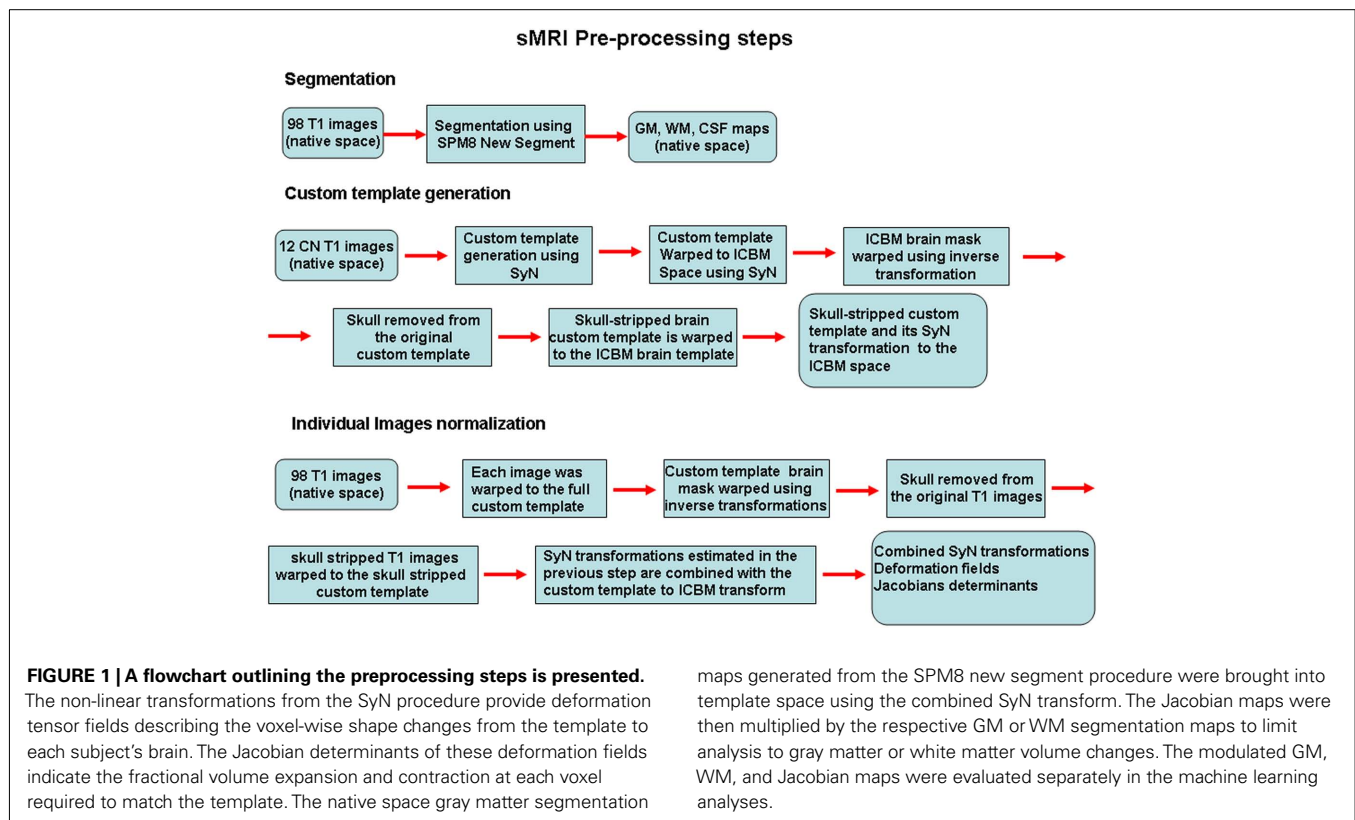 sMRI Pre-processing steps
Segmentation
98 T1 images
(native space)
Segmentation using
SPM8 New Segment
GM, WM, CSF maps
(native space)
Custom template generation
12 CN T1 images
(native space)
Custom template
generation using
SyN
Custom template
Warped to ICBM
Space using SyN
ICBM brain mask
warped using inverse
transformation
Skull removed from
the original
custom template
Skull-stripped brain
custom template is warped
to the ICBM brain template
Skull-stripped custom
template and its SyN
transformation to the
ICBM space
Individual Images normalization
98 T1 images
(native space)
Each image was
warped to the full
custom template
Custom template brain
mask warped using
inverse transformations
Skull removed from
the original T1 images
skull stripped T1 images
warped to the skull stripped
custom template
SyN transformations estimated in the
previous step are combined with the
custom template to ICBM transform
Combined SyN transformations
Deformation fields
Jacobians determinants
FIGURE 1 | A flowchart outlining the preprocessing steps is presented.
The non-linear transformations from the SyN procedure provide deformation
tensor fields describing the voxel-wise shape changes from the template to
each subject's brain. The Jacobian determinants of these deformation fields
indicate the fractional volume expansion and contraction at each voxel
required to match the template. The native space gray matter segmentation
maps generated from the SPM8 new segment procedure were brought into
template space using the combined SyN transform. The Jacobian maps were
then multiplied by the respective GM or WM segmentation maps to limit
analysis to gray matter or white matter volume changes. The modulated GM,
WM, and Jacobian maps were evaluated separately in the machine learning
analyses.